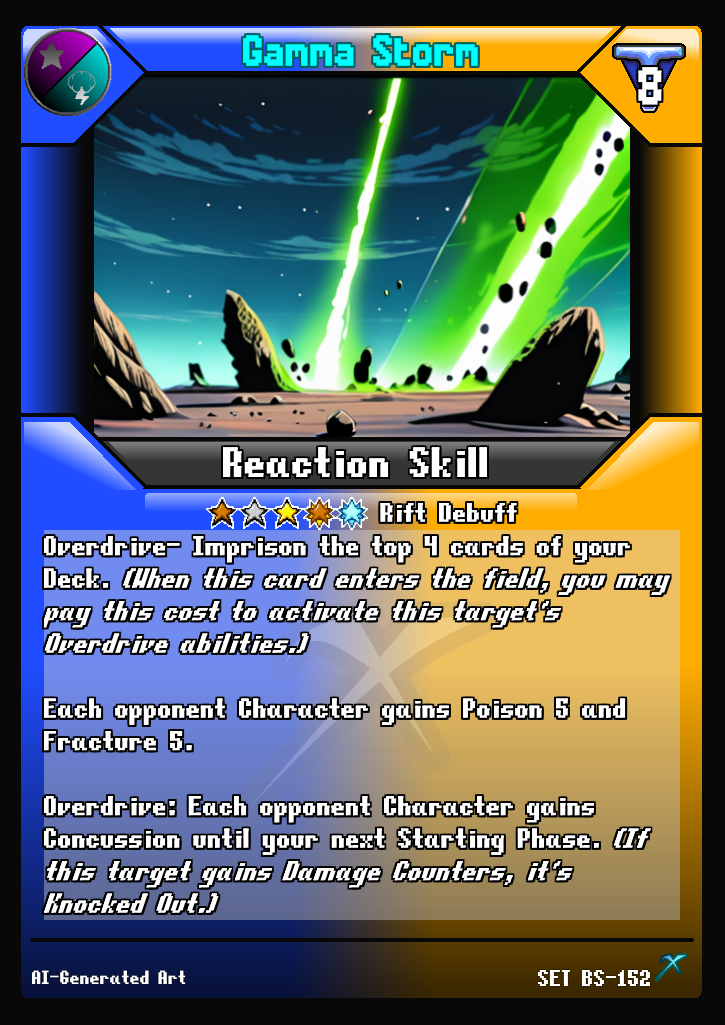 Gamma Storm
8
Reaction Skill
Rift Debuff
Overdrive- Imprison the top 4 cards of your
Deck. (When this card enters the field, you may
pay this cost to activate this target's
Overdrive abilities.)
Each opponent Character gains Poison 5 and
Fracture 5.
Overdrive: Each opponent Character gains
Concussion until your next Starting Phase. (If
this target gains Damage Counters, it's
Knocked Out.)
AI-Generated Art
SET BS-152